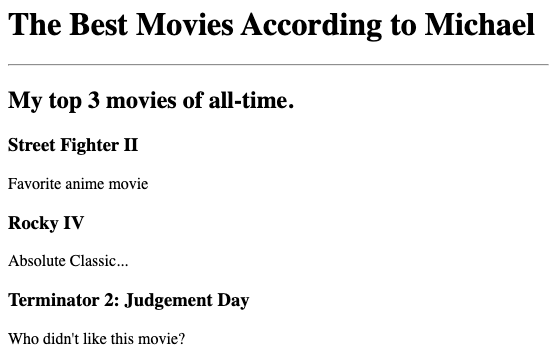 The Best Movies According to Michael
My top 3 movies of all-time.
Street Fighter II
Favorite anime movie
Rocky IV
Absolute Classic...
Terminator 2: Judgement Day
Who didn't like this movie?